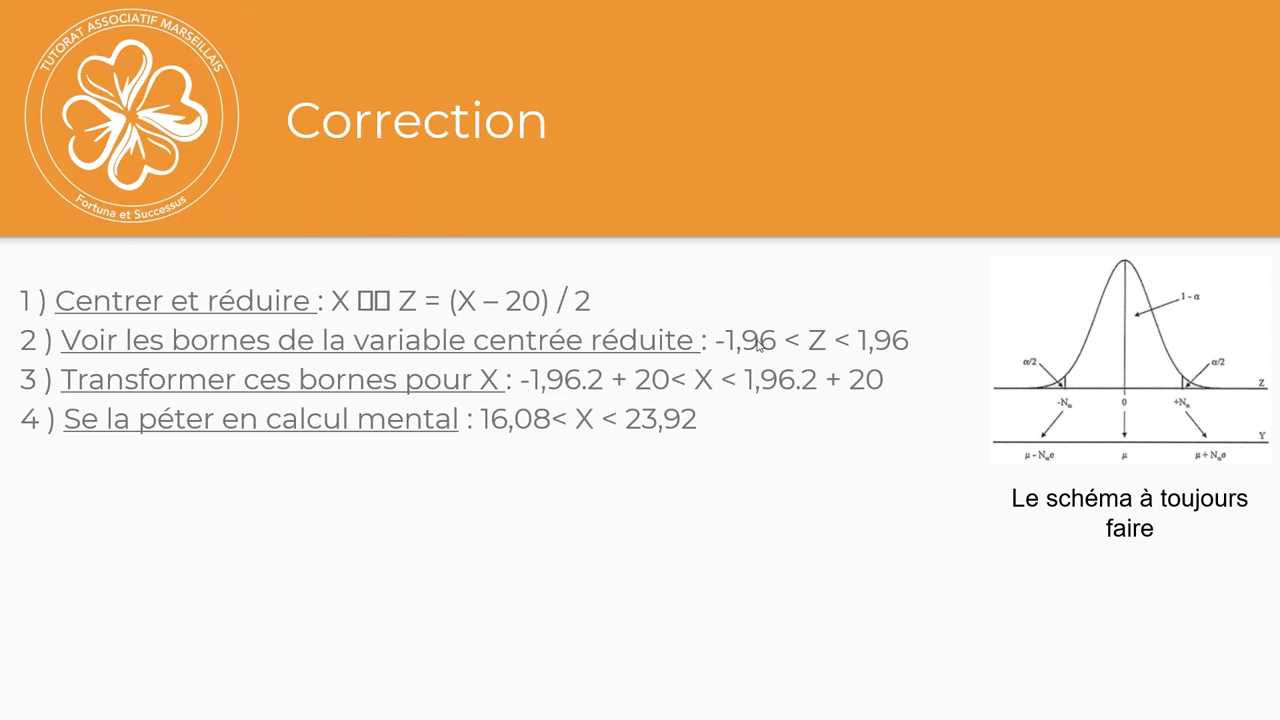 TUTORAT ASSOCIATIF MARSEILLAIS
Fortuna et Successus
Correction
1 ) Centrer et réduire : X Z = (X – 20) / 2
2 ) Voir les bornes de la variable centrée réduite : -1,96 < Z < 1,96
3 ) Transformer ces bornes pour X : -1,96.2 + 20< X < 1,96.2 + 20
4 ) Se la péter en calcul mental : 16,08< X < 23,92
1 - α
α/2 α/2
Z
-Nα 0 +Nα
Y
μ - Nασ μ μ + Nασ
Le schéma à toujours
faire